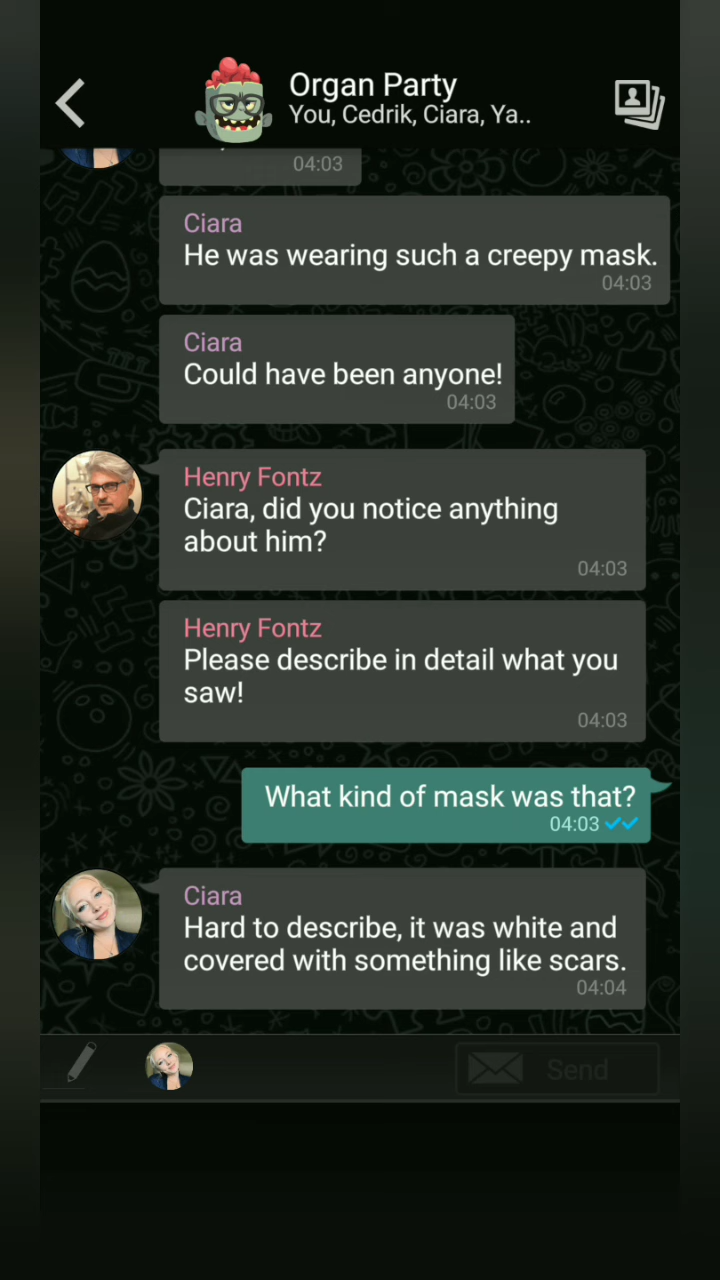 Organ Party
You, Cedrik, Ciara, Ya..
04:03
Ciara
He was wearing such a creepy mask.
04:03
Ciara
Could have been anyone!
04:03
Henry Fontz
Ciara, did you notice anything
about him?
04:03
Henry Fontz
Please describe in detail what you
saw!
04:03
What kind of mask was that?
04:03
Ciara
Hard to describe, it was white and
covered with something like scars.
04:04
Send